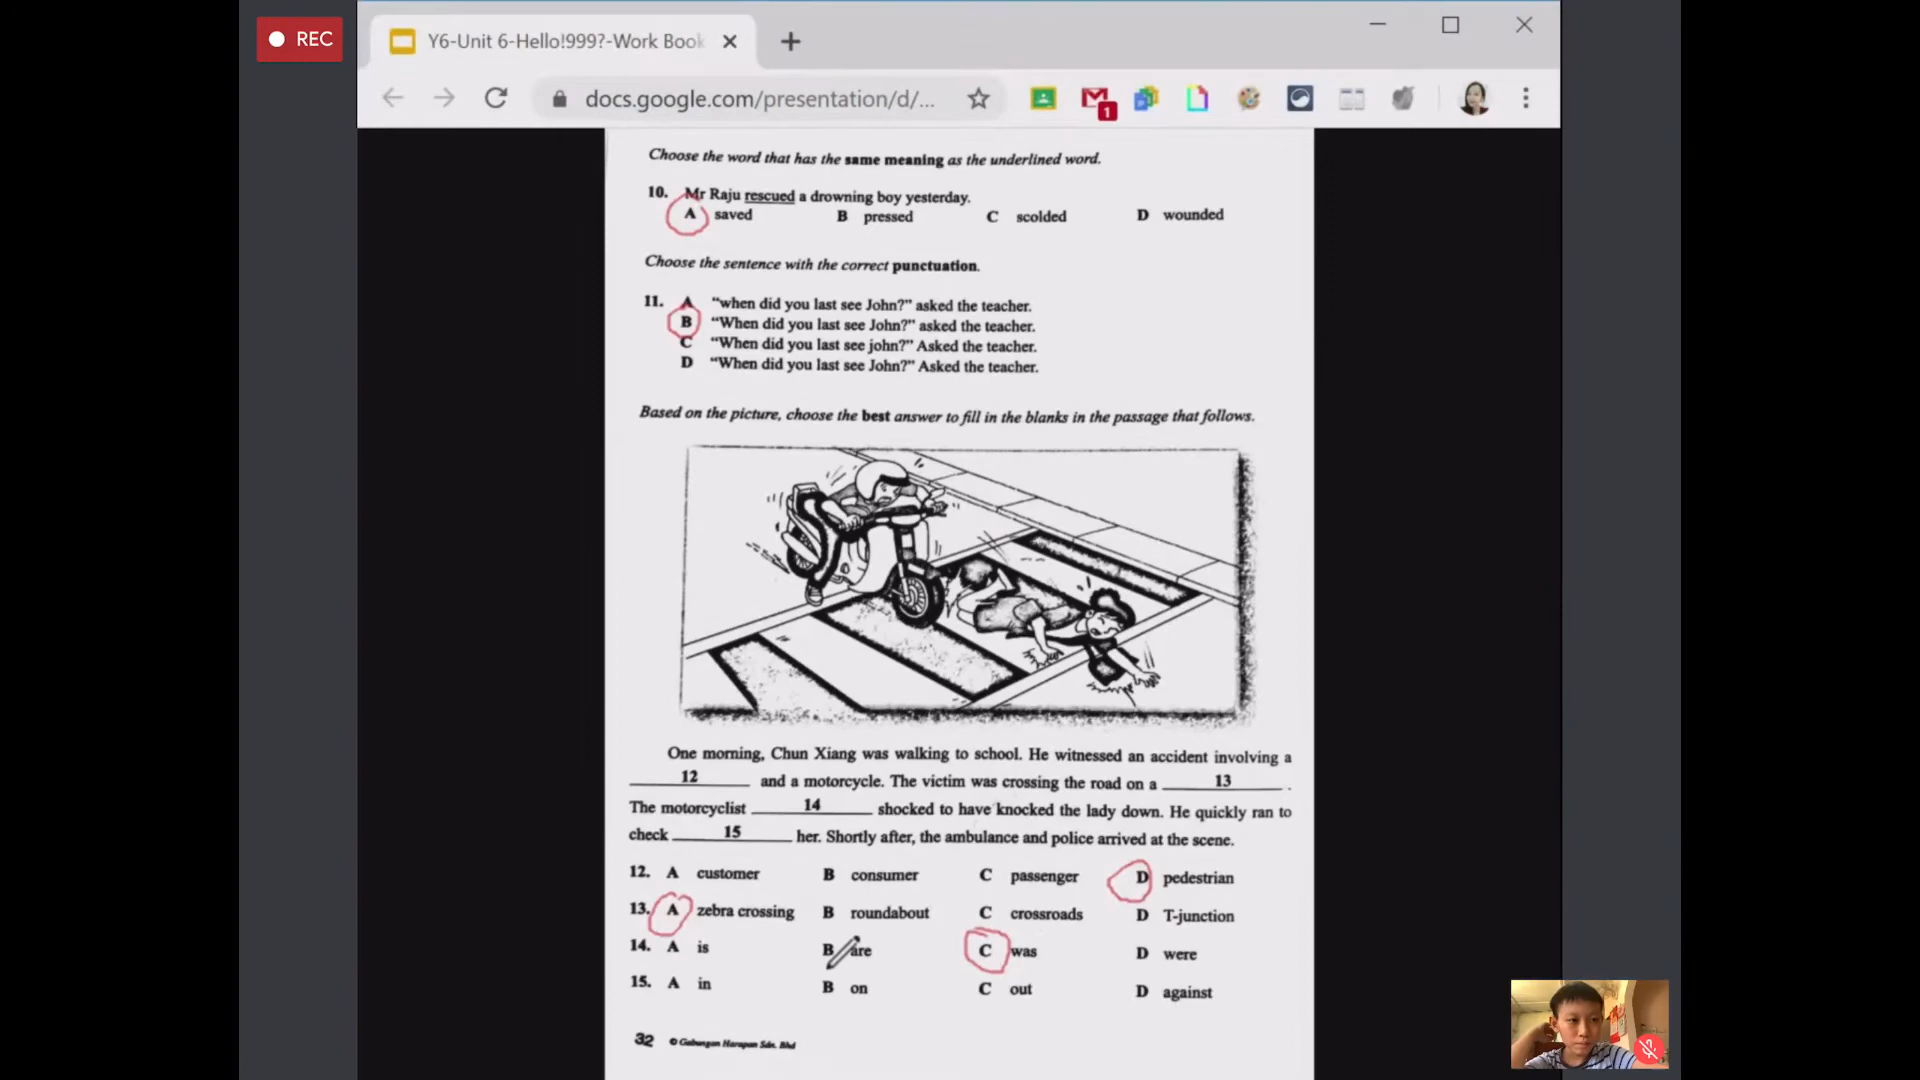 REC
Y6-Unit 6-Hello!999?-Work Book
docs.google.com/presentation/d/...
1
Choose the word that has the same meaning as the underlined word.
10. Mr Raju rescued a drowning boy yesterday.
A saved B pressed C scolded D wounded
Choose the sentence with the correct punctuation.
11. A “when did you last see John?” asked the teacher.
B “When did you last see John?” asked the teacher.
C “When did you last see john?” Asked the teacher.
D “When did you last see John?” Asked the teacher.
Based on the picture, choose the best answer to fill in the blanks in the passage that follows.
One morning, Chun Xiang was walking to school. He witnessed an accident involving a
12 and a motorcycle. The victim was crossing the road on a 13 .
The motorcyclist 14 shocked to have knocked the lady down. He quickly ran to
check 15 her. Shortly after, the ambulance and police arrived at the scene.
12. A customer B consumer C passenger D pedestrian
13. A zebra crossing B roundabout C crossroads D T-junction
14. A is B are C was D were
15. A in B on C out D against
32 © Gabungan Harapan Sdn. Bhd